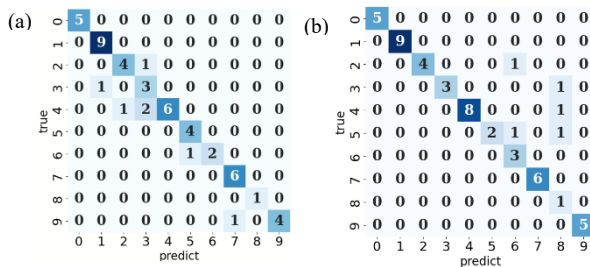 (a)
true
0 5 0 0 0 0 0 0 0 0 0
1 0 9 0 0 0 0 0 0 0 0
2 0 0 4 1 0 0 0 0 0 0
3 0 1 0 3 0 0 0 0 0 0
4 0 0 1 2 6 0 0 0 0 0
5 0 0 0 0 0 4 0 0 0 0
6 0 0 0 0 0 1 2 0 0 0
7 0 0 0 0 0 0 0 6 0 0
8 0 0 0 0 0 0 0 0 1 0
9 0 0 0 0 0 0 0 1 0 4
0 1 2 3 4 5 6 7 8 9
predict
(b)
true
0 5 0 0 0 0 0 0 0 0 0
1 0 9 0 0 0 0 0 0 0 0
2 0 0 4 0 0 0 1 0 0 0
3 0 0 0 3 0 0 0 0 1 0
4 0 0 0 0 8 0 0 0 1 0
5 0 0 0 0 0 2 1 0 1 0
6 0 0 0 0 0 0 3 0 0 0
7 0 0 0 0 0 0 0 6 0 0
8 0 0 0 0 0 0 0 0 1 0
9 0 0 0 0 0 0 0 0 0 5
0 1 2 3 4 5 6 7 8 9
predict